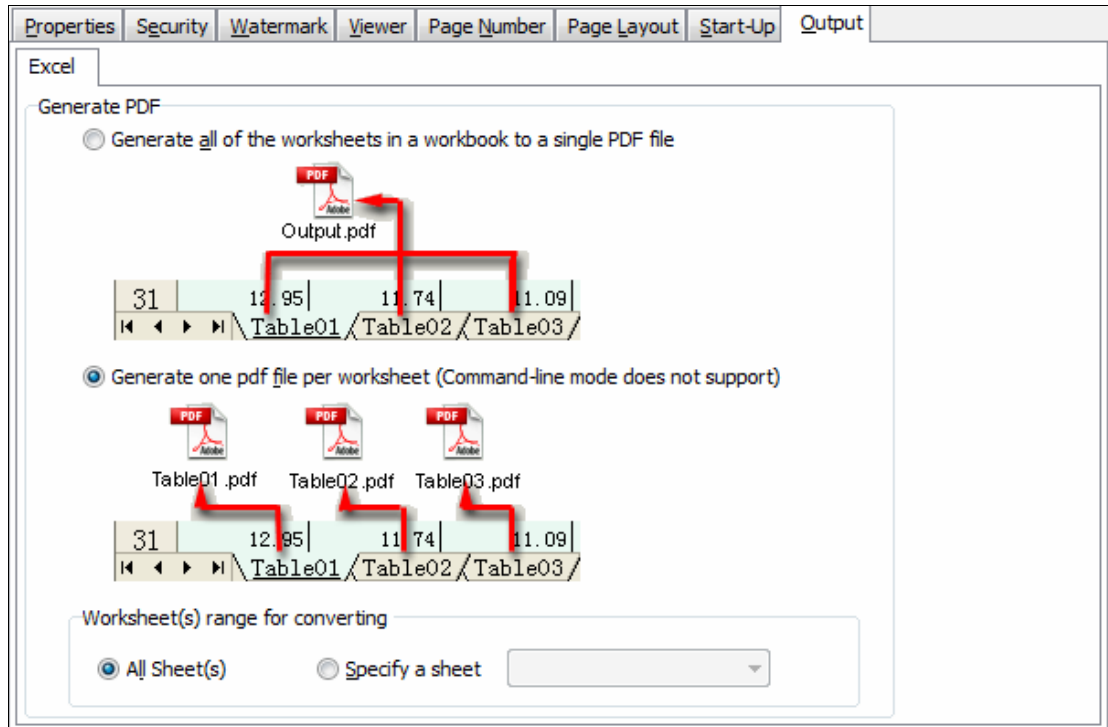 Properties Security Watermark Viewer Page Number Page Layout Start-Up Output
Excel
Generate PDF
Generate all of the worksheets in a workbook to a single PDF file
PDF
Adobe
Output.pdf
31 12.95 11.74 11.09
Table01 Table02 Table03
Generate one pdf file per worksheet (Command-line mode does not support)
PDF PDF PDF
Adobe Adobe Adobe
Table01.pdf Table02.pdf Table03.pdf
31 12.95 11.74 11.09
Table01 Table02 Table03
Worksheet(s) range for converting
All Sheet(s) Specify a sheet